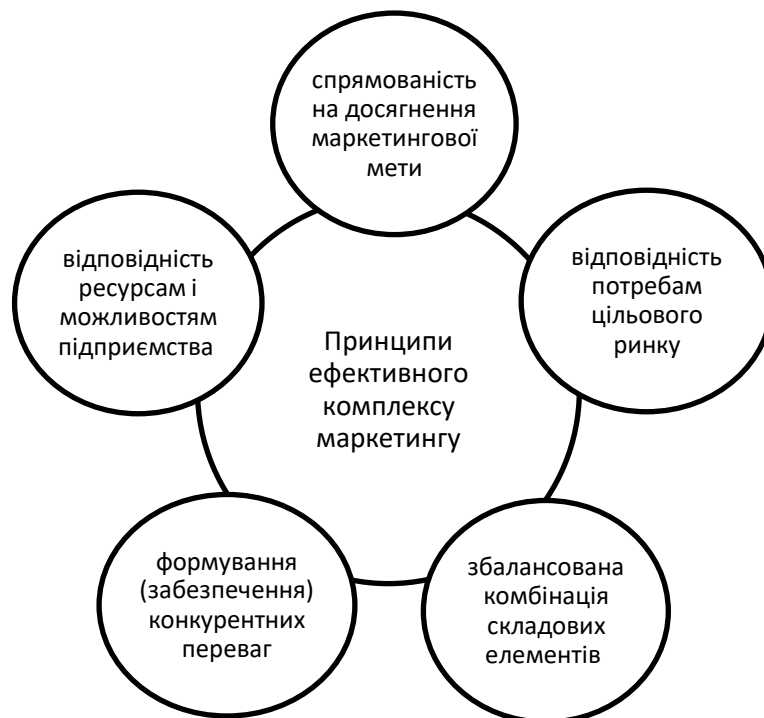 спрямованість
на досягнення
маркетингової
мети
відповідність
ресурсам і
можливостям
підприємства
відповідність
потребам
цільового
ринку
Принципи
ефективного
комплексу
маркетингу
формування
(забезпечення)
конкурентних
переваг
збалансована
комбінація
складових
елементів